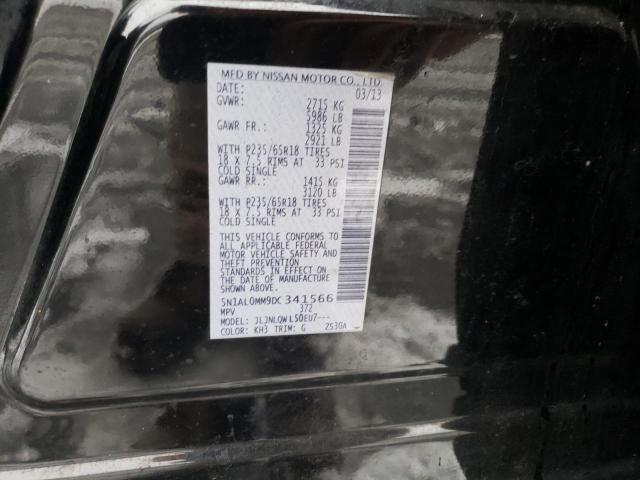 MFD BY NISSAN MOTOR CO., LTD.
DATE: 03/13
GVWR: 2715 KG
5986 LB
GAWR FR.: 1325 KG
2921 LB
WITH P235/65R18 TIRES
18 X 7.5 RIMS AT 33 PSI
COLD SINGLE
GAWR RR.: 1415 KG
3120 LB
WITH P235/65R18 TIRES
18 X 7.5 RIMS AT 33 PSI
COLD SINGLE
THIS VEHICLE CONFORMS TO
ALL APPLICABLE FEDERAL
MOTOR VEHICLE SAFETY AND
THEFT PREVENTION
STANDARDS IN EFFECT ON
THE DATE OF MANUFACTURE
SHOWN ABOVE.
5N1AL0MM9DC 341566
MPV 372
MODEL: JLJNLQWL50EU7---
COLOR: KH3 TRIM: G Z530A